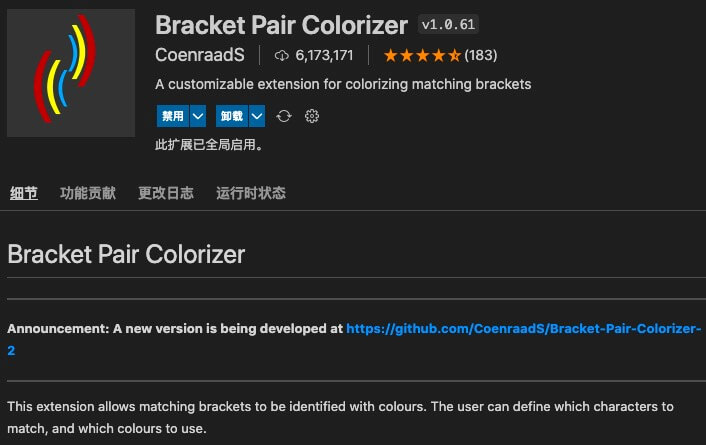 Bracket Pair Colorizer v1.0.61
CoenraadS 6,173,171 (183)
A customizable extension for colorizing matching brackets
禁用 卸载
此扩展已全局启用。
细节 功能贡献 更改日志 运行时状态
Bracket Pair Colorizer
Announcement: A new version is being developed at https://github.com/CoenraadS/Bracket-Pair-Colorizer-
2
This extension allows matching brackets to be identified with colours. The user can define which characters to
match, and which colours to use.